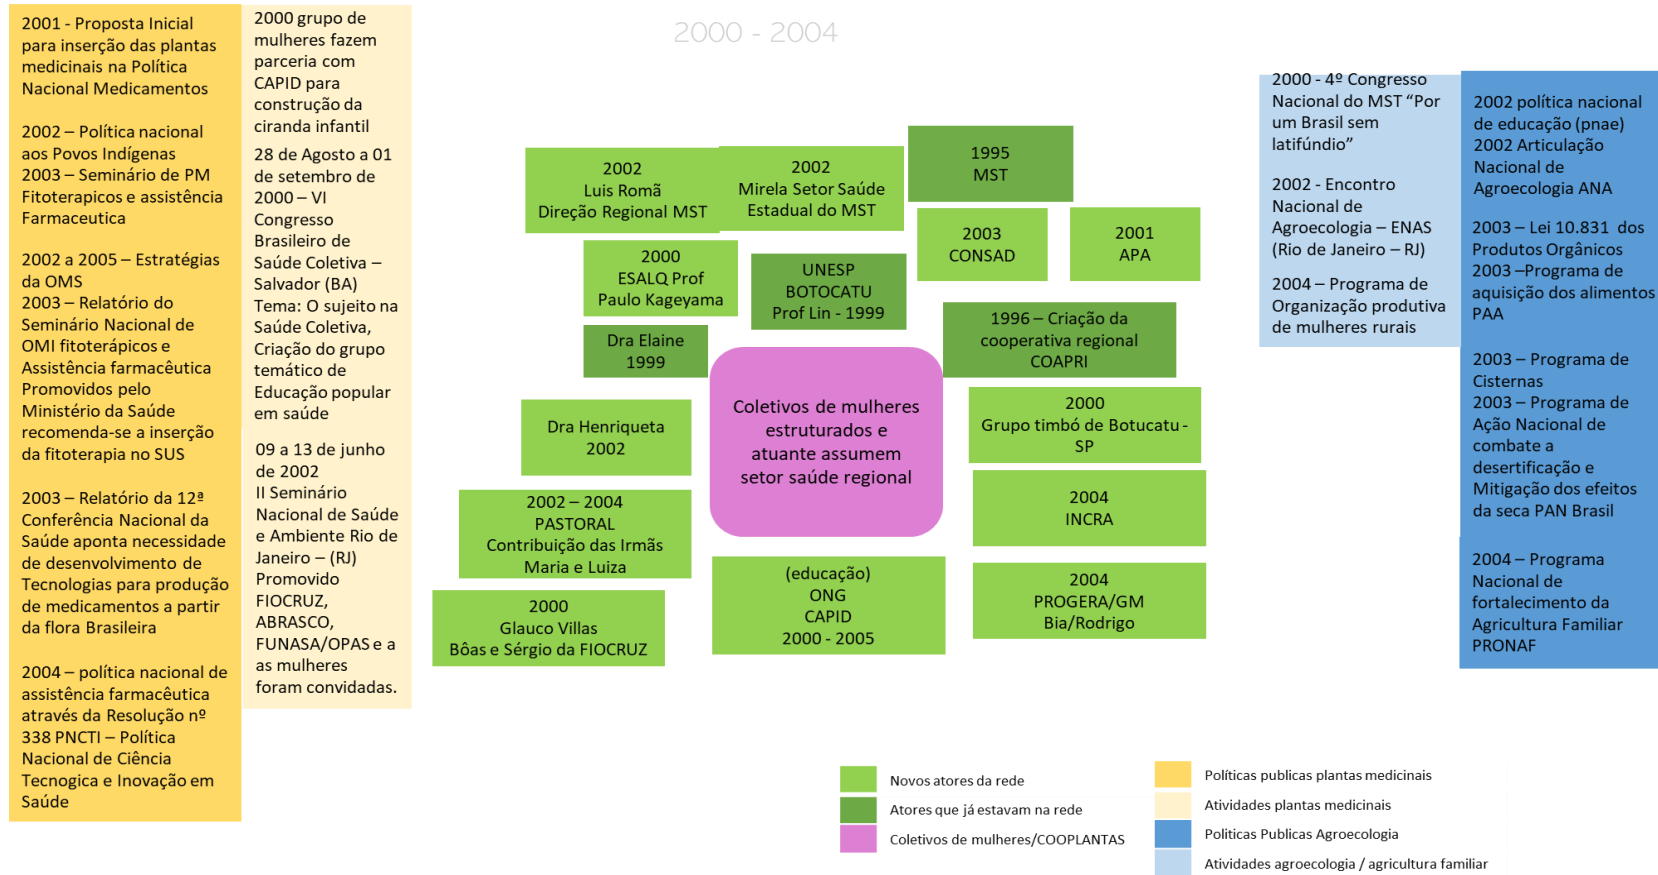 2000 - 2004
2001 - Proposta Inicial
para inserção das plantas
medicinais na Política
Nacional Medicamentos
2002 – Política nacional
aos Povos Indígenas
2003 – Seminário de PM
Fitoterapicos e assistência
Farmaceutica
2002 a 2005 – Estratégias
da OMS
2003 – Relatório do
Seminário Nacional de
OMI fitoterápicos e
Assistência farmacêutica
Promovidos pelo
Ministério da Saúde
recomenda-se a inserção
da fitoterapia no SUS
2003 – Relatório da 12ª
Conferência Nacional da
Saúde aponta necessidade
de desenvolvimento de
Tecnologias para produção
de medicamentos a partir
da flora Brasileira
2004 – política nacional de
assistência farmacêutica
através da Resolução nº
338 PNCTI – Política
Nacional de Ciência
Tecnogica e Inovação em
Saúde
2000 grupo de
mulheres fazem
parceria com
CAPID para
construção da
ciranda infantil
28 de Agosto a 01
de setembro de
2000 – VI
Congresso
Brasileiro de
Saúde Coletiva –
Salvador (BA)
Tema: O sujeito na
Saúde Coletiva,
Criação do grupo
temático de
Educação popular
em saúde
09 a 13 de junho
de 2002
II Seminário
Nacional de Saúde
e Ambiente Rio de
Janeiro – (RJ)
Promovido
FIOCRUZ,
ABRASCO,
FUNASA/OPAS e a
as mulheres
foram convidadas.
2002
Luis Romã
Direção Regional MST
2002
Mirela Setor Saúde
Estadual do MST
1995
MST
2003
CONSAD
2001
APA
2000
ESALQ Prof
Paulo Kageyama
UNESP
BOTOCATU
Prof Lin - 1999
Dra Elaine
1999
1996 – Criação da
cooperativa regional
COAPRI
Coletivos de mulheres
estruturados e
atuante assumem
setor saúde regional
Dra Henriqueta
2002
2000
Grupo timbó de Botucatu -
SP
2002 – 2004
PASTORAL
Contribuição das Irmãs
Maria e Luiza
2004
INCRA
2000
Glauco Villas
Bôas e Sérgio da FIOCRUZ
(educação)
ONG
CAPID
2000 - 2005
2004
PROGERA/GM
Bia/Rodrigo
2000 - 4º Congresso
Nacional do MST “Por
um Brasil sem
latifúndio”
2002 - Encontro
Nacional de
Agroecologia – ENAS
(Rio de Janeiro – RJ)
2004 – Programa de
Organização produtiva
de mulheres rurais
2002 política nacional
de educação (pnae)
2002 Articulação
Nacional de
Agroecologia ANA
2003 – Lei 10.831 dos
Produtos Orgânicos
2003 –Programa de
aquisição dos alimentos
PAA
2003 – Programa de
Cisternas
2003 – Programa de
Ação Nacional de
combate a
desertificação e
Mitigação dos efeitos
da seca PAN Brasil
2004 – Programa
Nacional de
fortalecimento da
Agricultura Familiar
PRONAF
Novos atores da rede
Atores que já estavam na rede
Coletivos de mulheres/COOPLANTAS
Políticas publicas plantas medicinais
Atividades plantas medicinais
Politicas Publicas Agroecologia
Atividades agroecologia / agricultura familiar